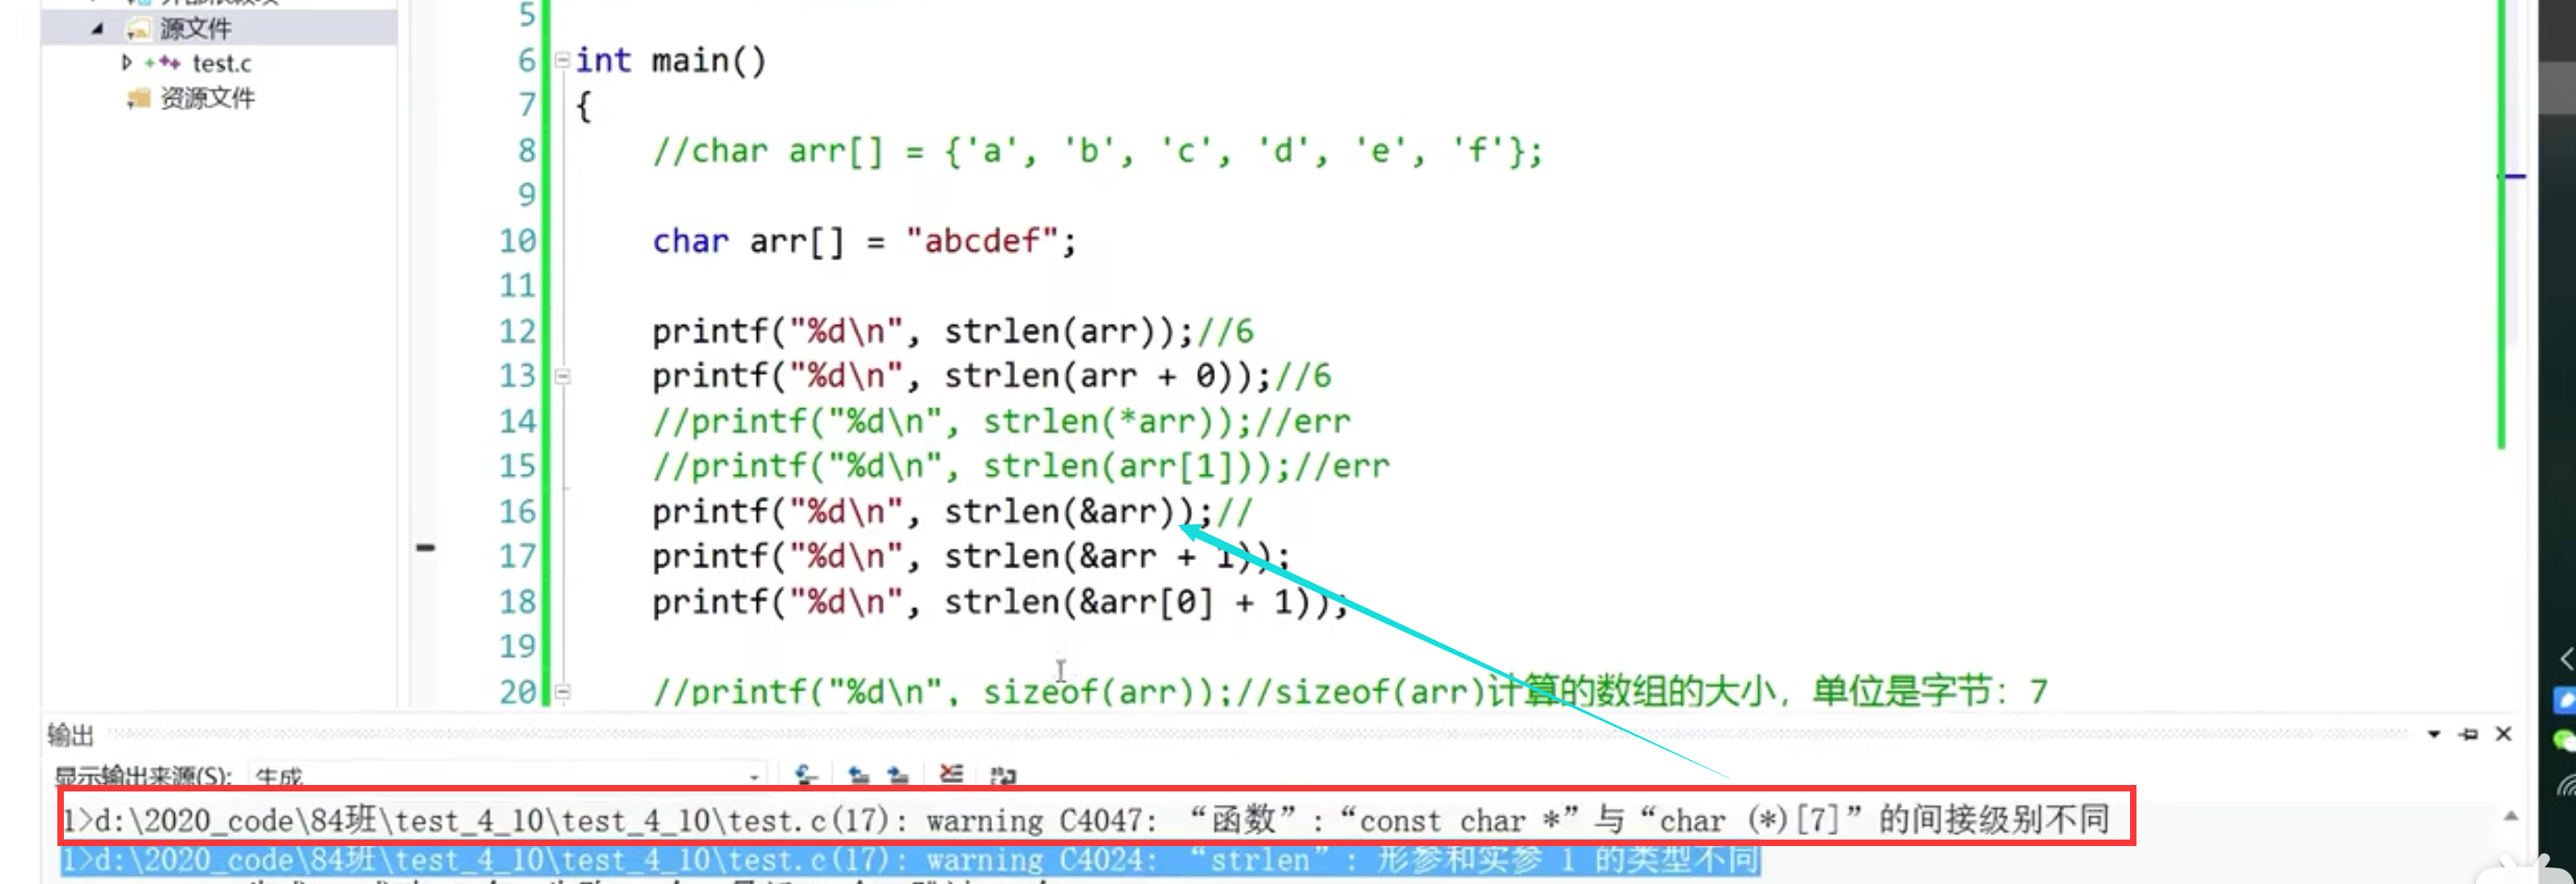 源文件
test.c
资源文件
5
6 int main()
7 {
8 //char arr[] = {'a', 'b', 'c', 'd', 'e', 'f'};
9
10 char arr[] = "abcdef";
11
12 printf("%d\n", strlen(arr));//6
13 printf("%d\n", strlen(arr + 0));//6
14 //printf("%d\n", strlen(*arr));//err
15 //printf("%d\n", strlen(arr[1]));//err
16 printf("%d\n", strlen(&arr));//
17 printf("%d\n", strlen(&arr + 1));
18 printf("%d\n", strlen(&arr[0] + 1));
19
20 //printf("%d\n", sizeof(arr));//sizeof(arr)计算的数组的大小，单位是字节：7
输出
显示输出来源(S): 生成
1>d:\2020_code\84班\test_4_10\test_4_10\test.c(17): warning C4047: “函数”:“const char *”与“char (*)[7]”的间接级别不同
1>d:\2020_code\84班\test_4_10\test_4_10\test.c(17): warning C4024: “strlen”: 形参和实参 1 的类型不同